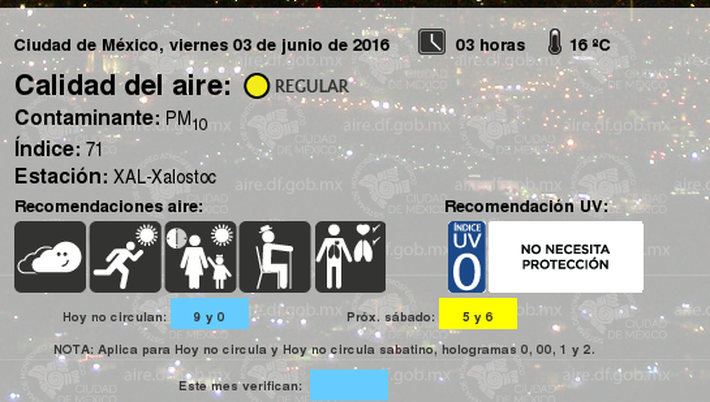 Ciudad de México, viernes 03 de junio de 2016 03 horas 16 ºC
Calidad del aire: REGULAR
Contaminante: PM10
Índice: 71
Estación: XAL-Xalostoc
Recomendaciones aire: Recomendación UV:
ÍNDICE
UV
0
NO NECESITA
PROTECCIÓN
Hoy no circulan: 9 y 0 Próx. sábado: 5 y 6
NOTA: Aplica para Hoy no circula y Hoy no circula sabatino, hologramas 0, 00, 1 y 2.
Este mes verifican:
aire.df.gob.mx
CIUDAD
DE MÉXICO